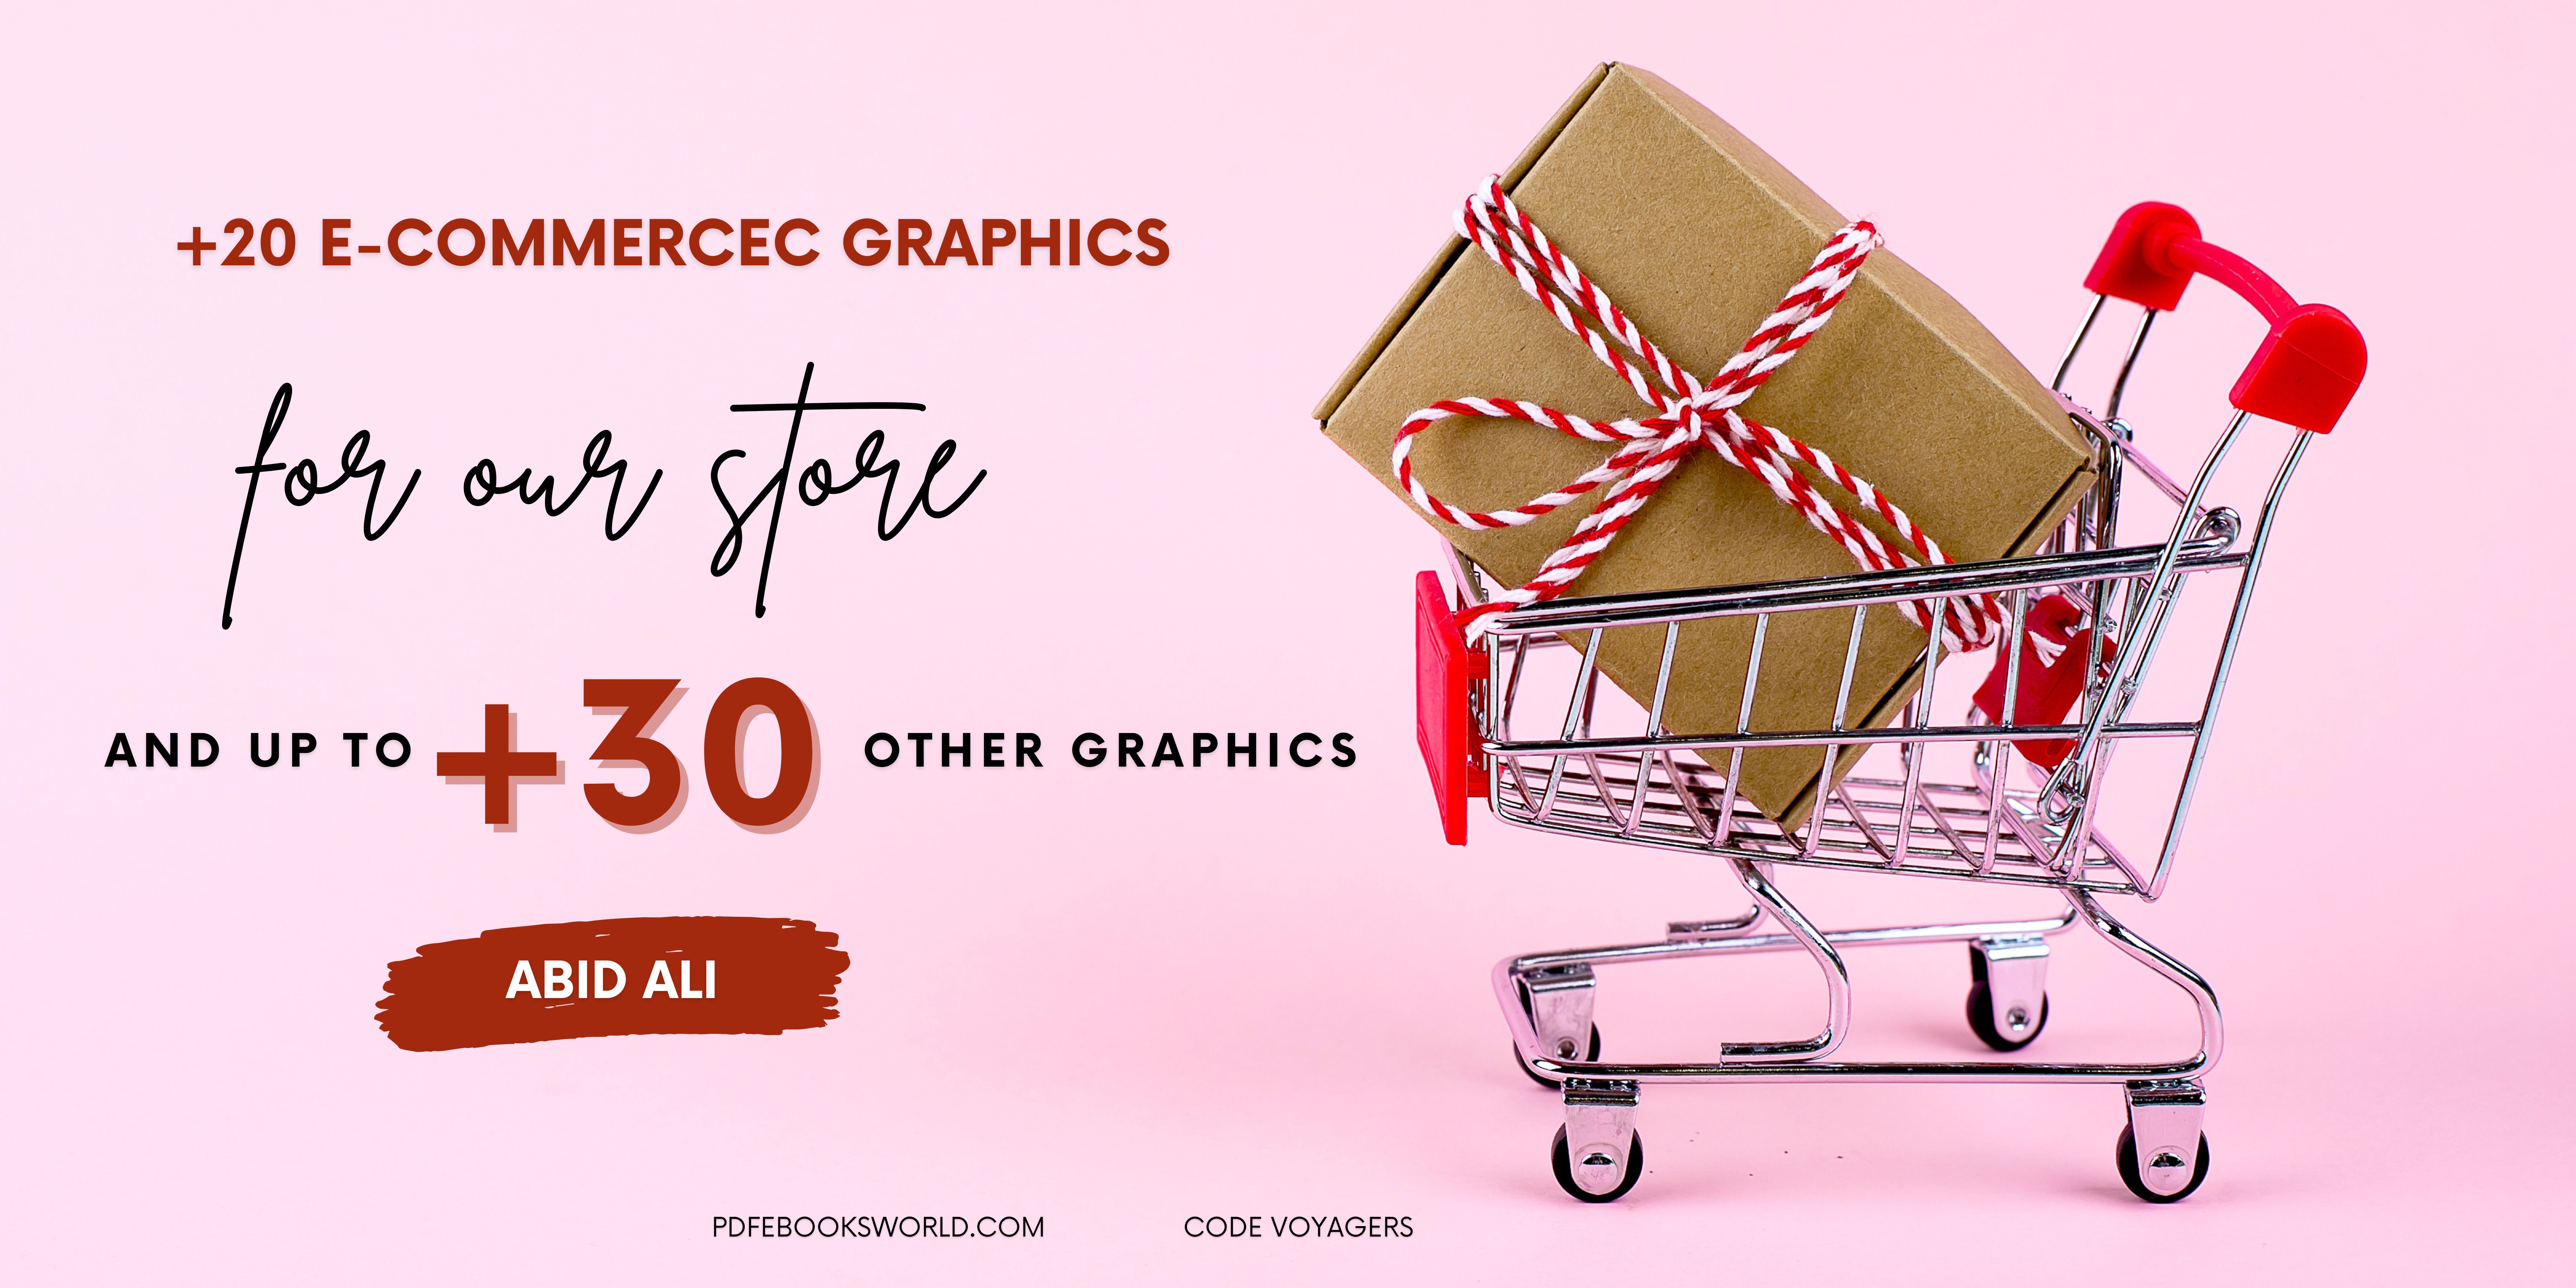 +20 E-COMMERCEC GRAPHICS
for our store
AND UP TO +30 OTHER GRAPHICS
ABID ALI
PDFEBOOKSWORLD.COM CODE VOYAGERS